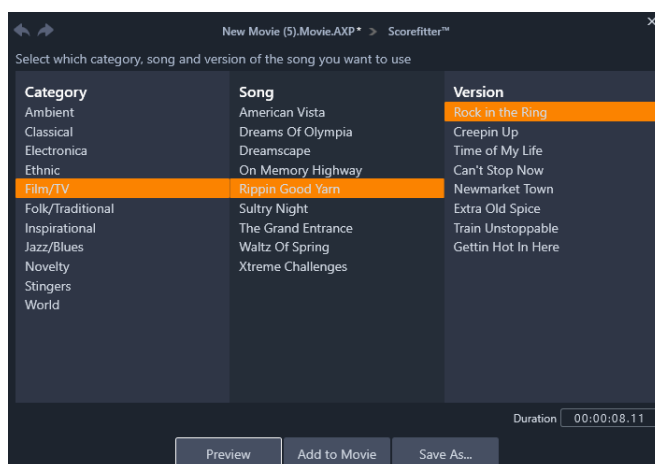 New Movie (5).Movie.AXP* > Scorefitter™
Select which category, song and version of the song you want to use
Category
Ambient
Classical
Electronica
Ethnic
Film/TV
Folk/Traditional
Inspirational
Jazz/Blues
Novelty
Stingers
World
Song
American Vista
Dreams Of Olympia
Dreamscape
On Memory Highway
Rippin Good Yarn
Sultry Night
The Grand Entrance
Waltz Of Spring
Xtreme Challenges
Version
Rock in the Ring
Creepin Up
Time of My Life
Can't Stop Now
Newmarket Town
Extra Old Spice
Train Unstoppable
Gettin Hot In Here
Duration 00:00:08.11
Preview Add to Movie Save As...